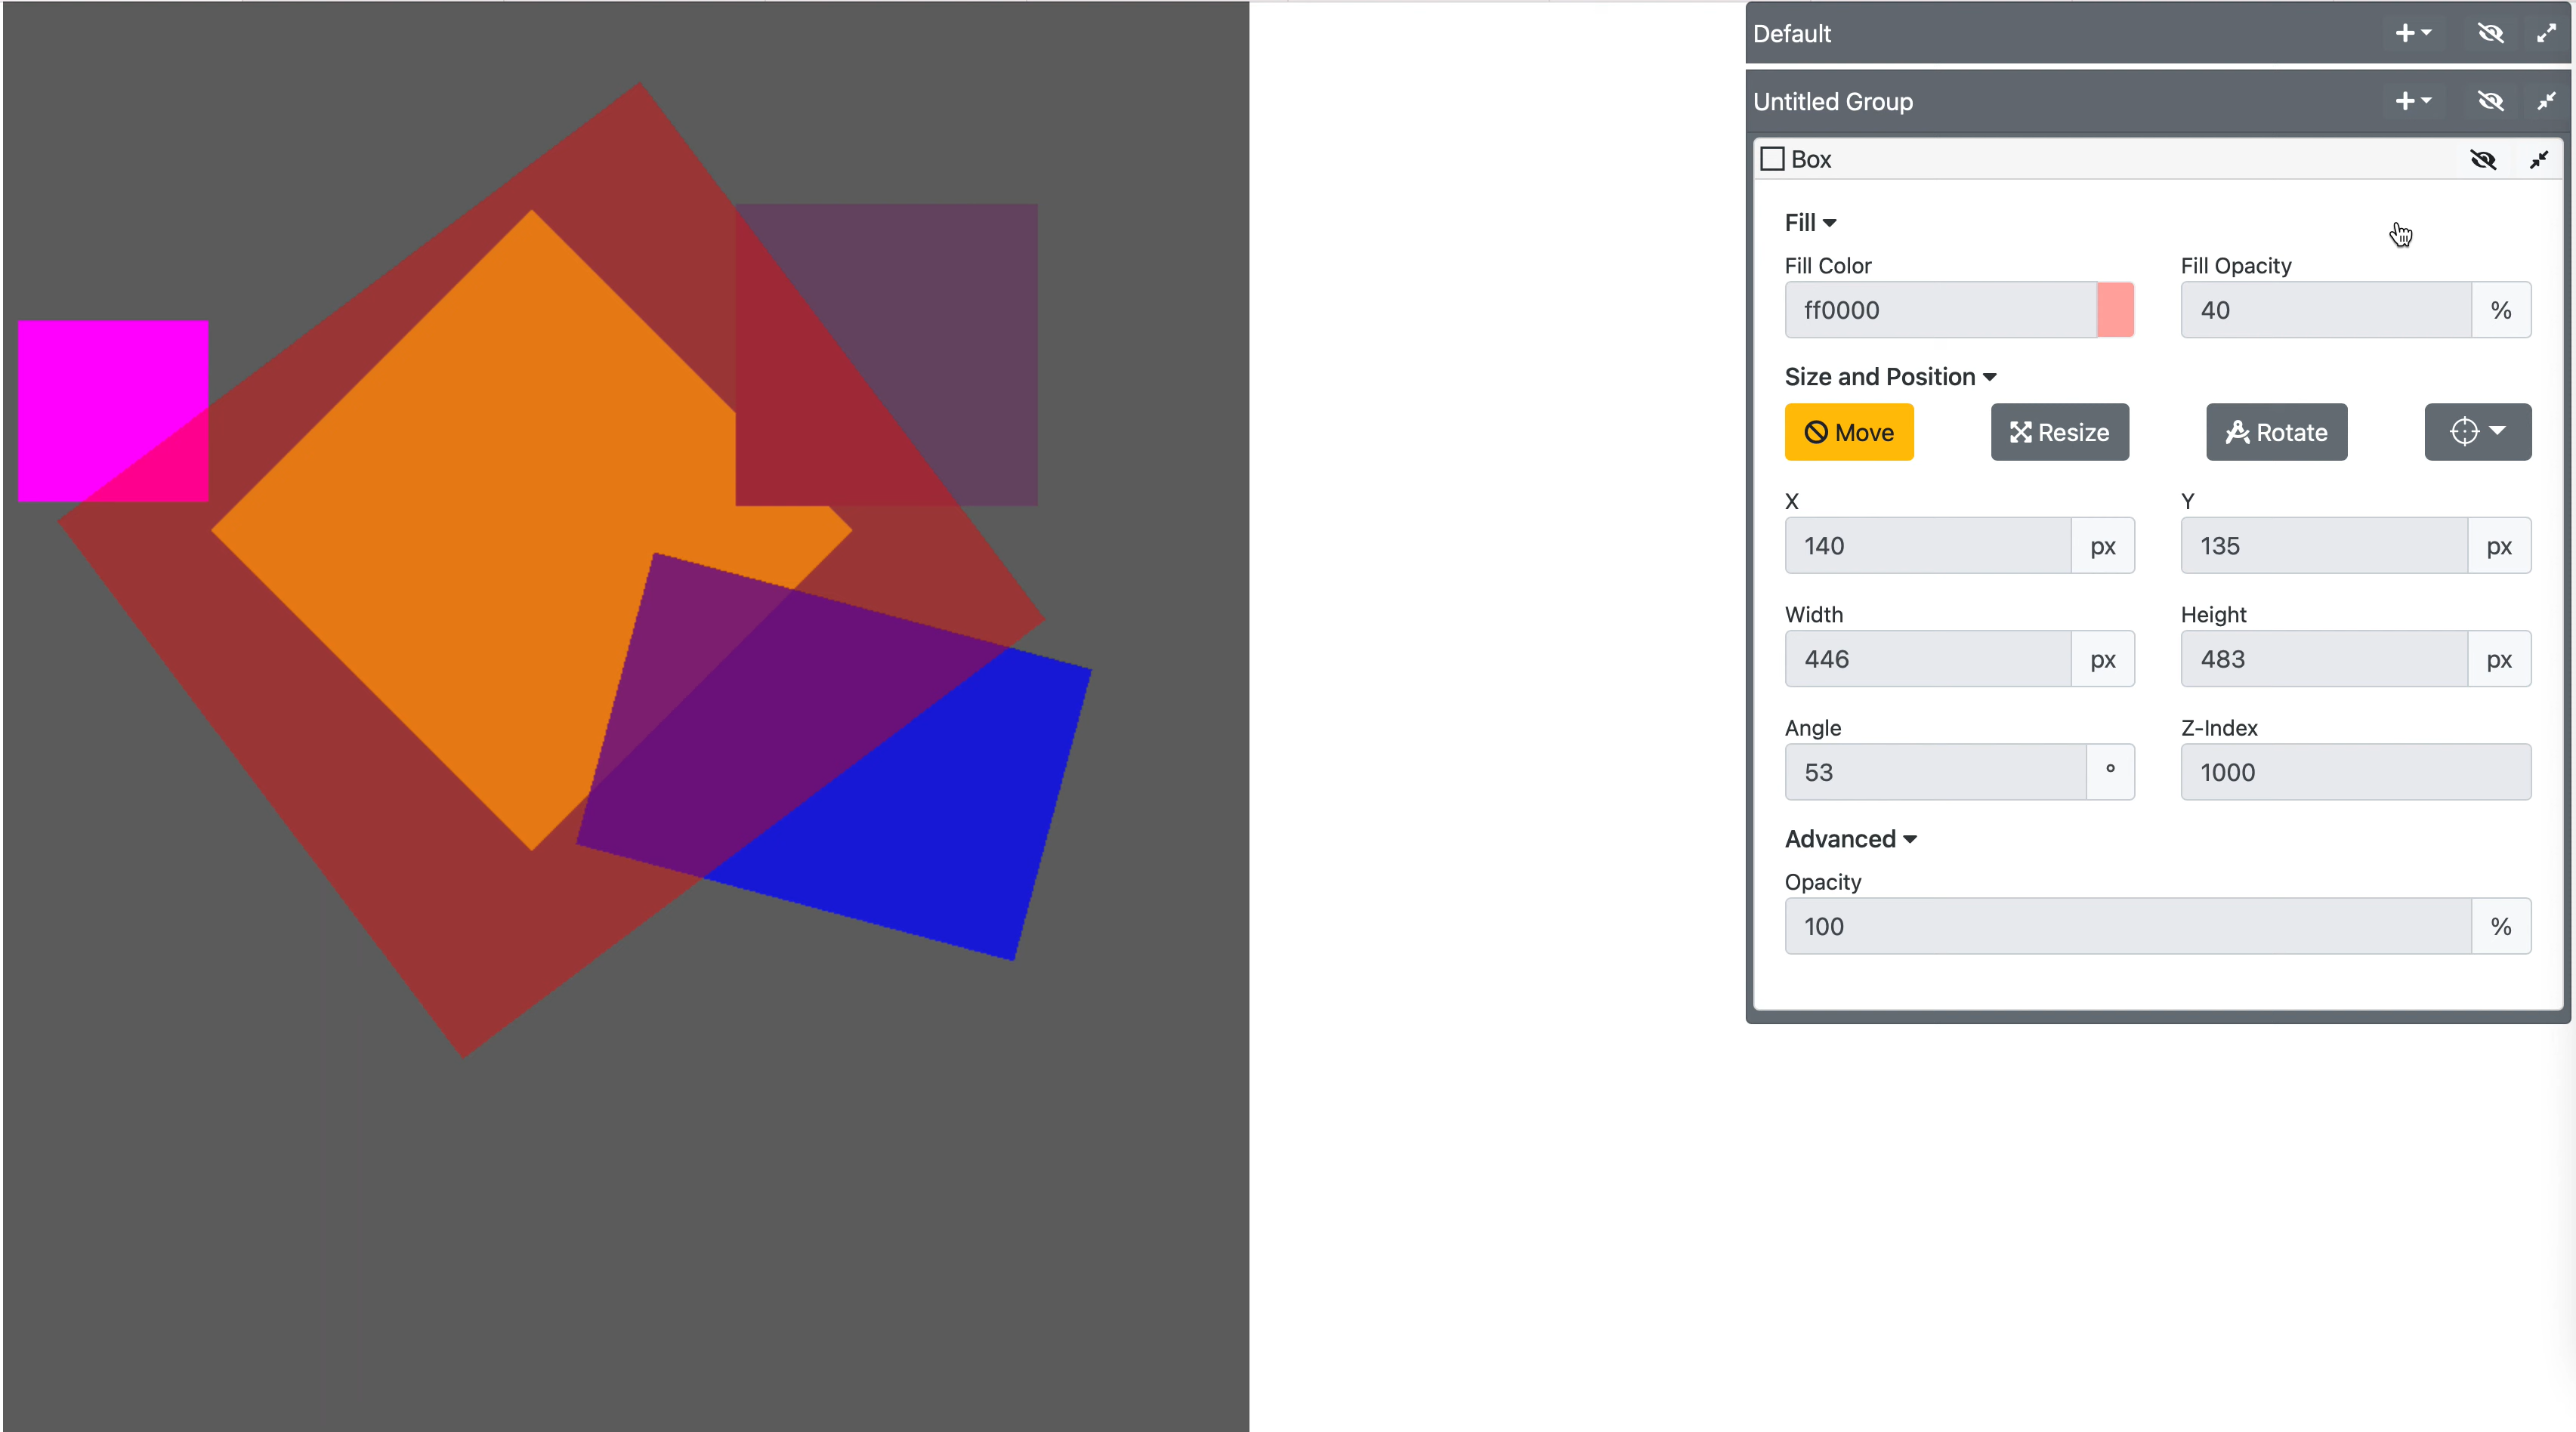 Default
Untitled Group
Box
Fill
Fill Color Fill Opacity
ff0000 40 %
Size and Position
Move Resize Rotate
X Y
140 px 135 px
Width Height
446 px 483 px
Angle Z-Index
53 ° 1000
Advanced
Opacity
100 %